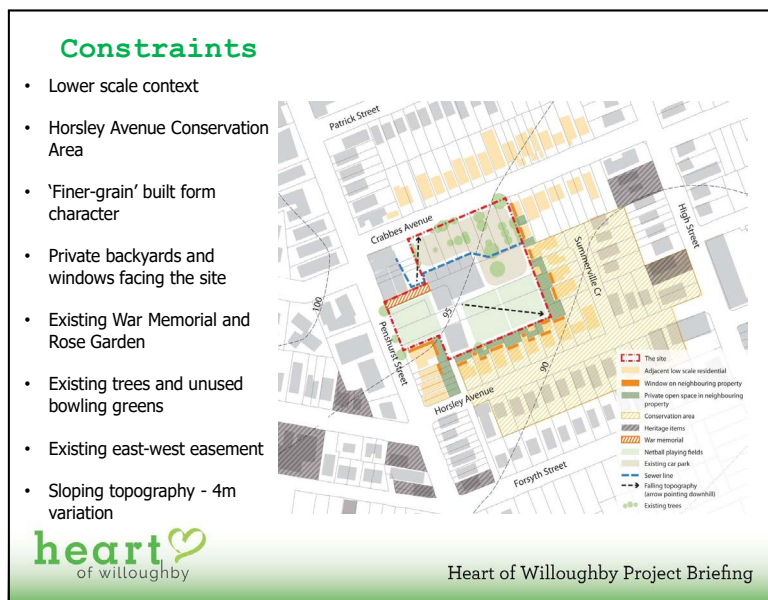 Constraints
• Lower scale context
• Horsley Avenue Conservation
Area
• ‘Finer-grain’ built form
character
• Private backyards and
windows facing the site
• Existing War Memorial and
Rose Garden
• Existing trees and unused
bowling greens
• Existing east-west easement
• Sloping topography - 4m
variation
Patrick Street
Crabbes Avenue
High Street
Summerville Cr
100
95
Penshurst Street
90
Horsley Avenue
Forsyth Street
The site
Adjacent low scale residential
Window on neighbouring property
Private open space in neighbouring
property
Conservation area
Heritage items
War memorial
Netball playing fields
Existing car park
Sewer line
Falling topography
(arrow pointing downhill)
Existing trees
heart
of willoughby
Heart of Willoughby Project Briefing